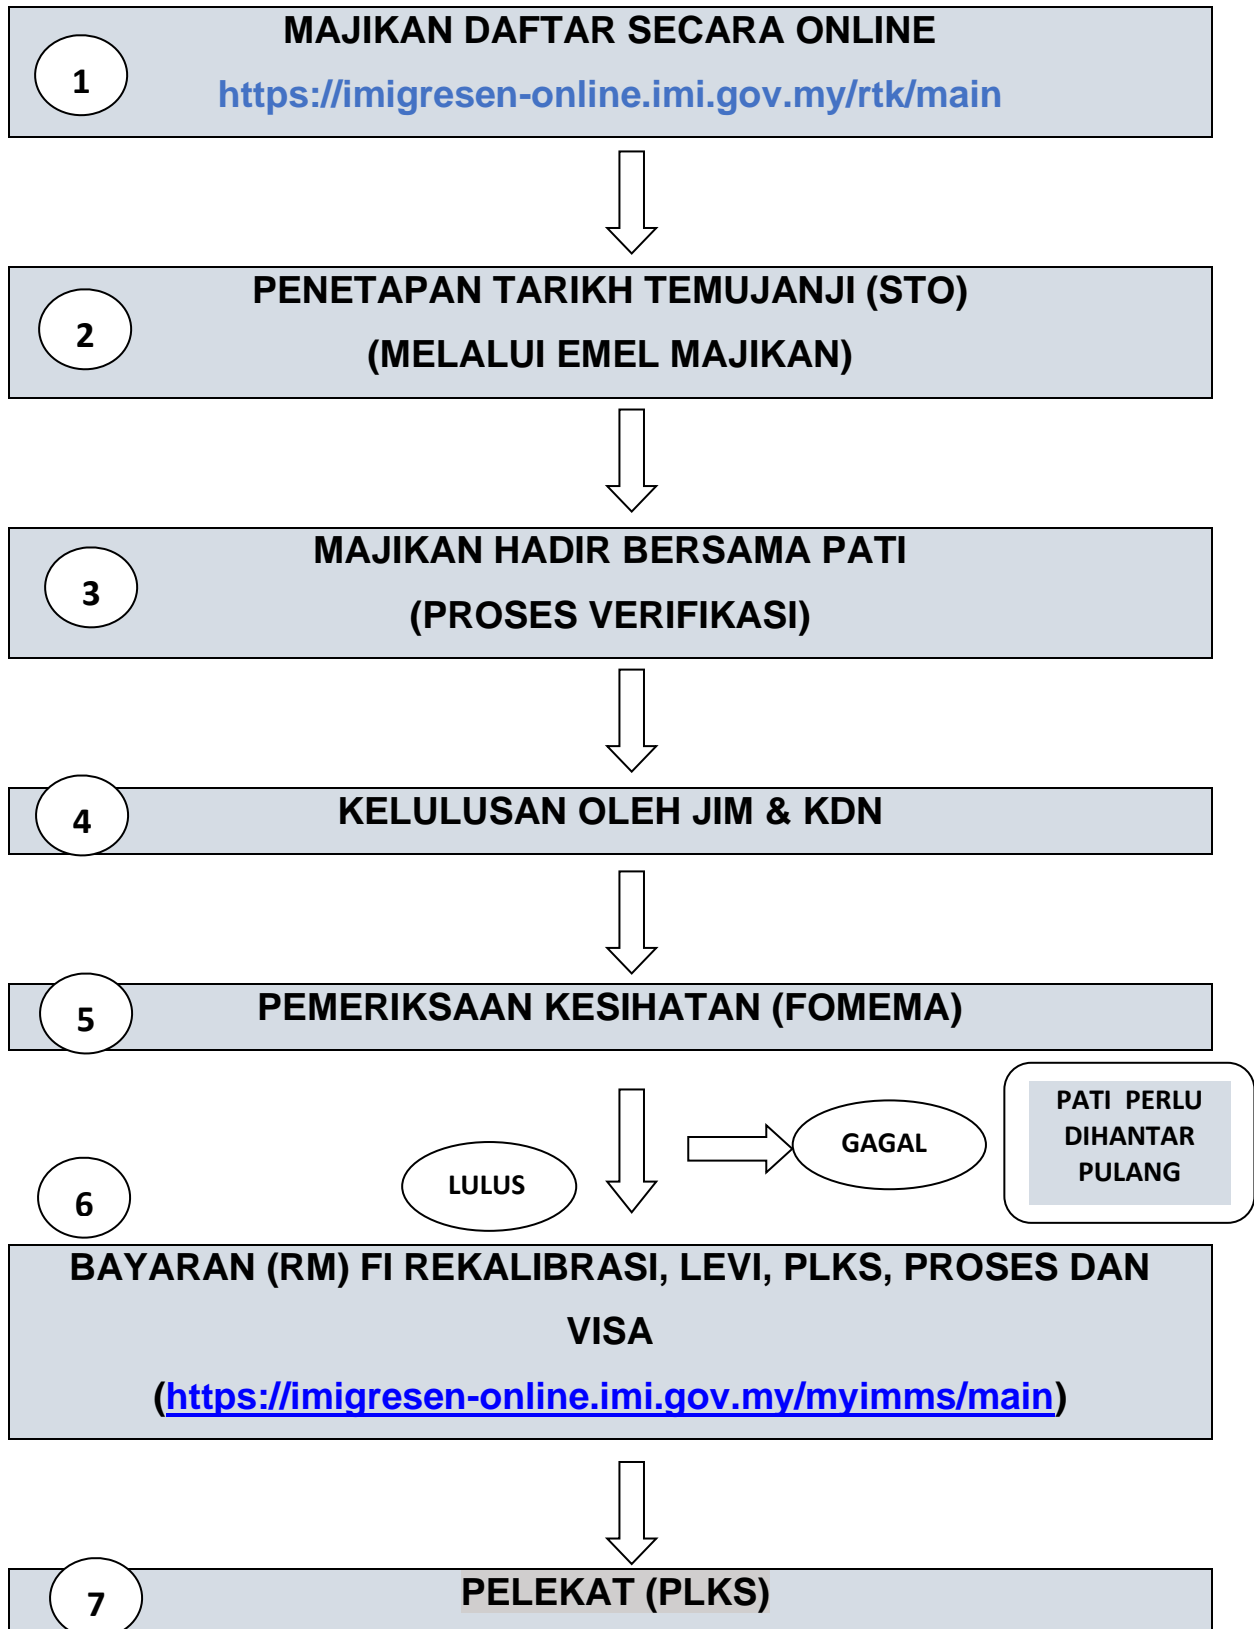 1
MAJIKAN DAFTAR SECARA ONLINE
https://imigresen-online.imi.gov.my/rtk/main
2
PENETAPAN TARIKH TEMUJANJI (STO)
(MELALUI EMEL MAJIKAN)
3
MAJIKAN HADIR BERSAMA PATI
(PROSES VERIFIKASI)
4
KELULUSAN OLEH JIM & KDN
5
PEMERIKSAAN KESIHATAN (FOMEMA)
LULUS
GAGAL
PATI PERLU
DIHANTAR
PULANG
6
BAYARAN (RM) FI REKALIBRASI, LEVI, PLKS, PROSES DAN
VISA
(https://imigresen-online.imi.gov.my/myimms/main)
7
PELEKAT (PLKS)